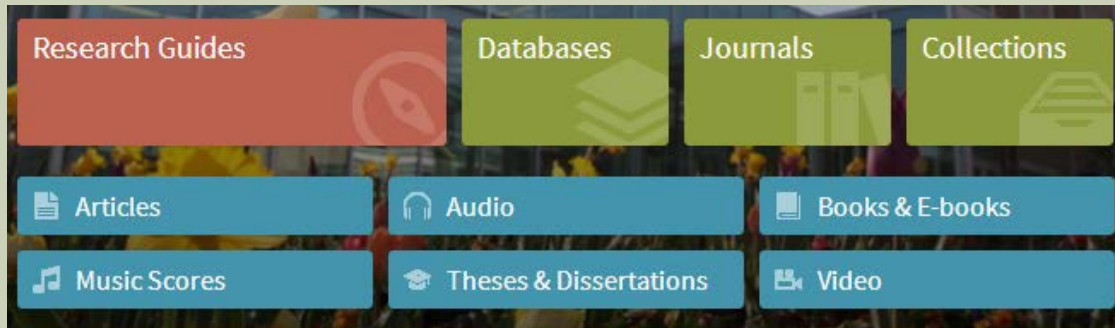 Research Guides
Databases
Journals
Collections
Articles
Audio
Books & E-books
Music Scores
Theses & Dissertations
Video